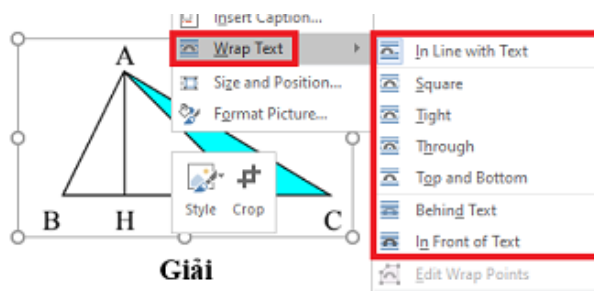 Insert Caption...
Wrap Text
Size and Position...
Format Picture...
In Line with Text
Square
Tight
Through
Top and Bottom
Behind Text
In Front of Text
Edit Wrap Points
Style Crop
A
B H C
Giải